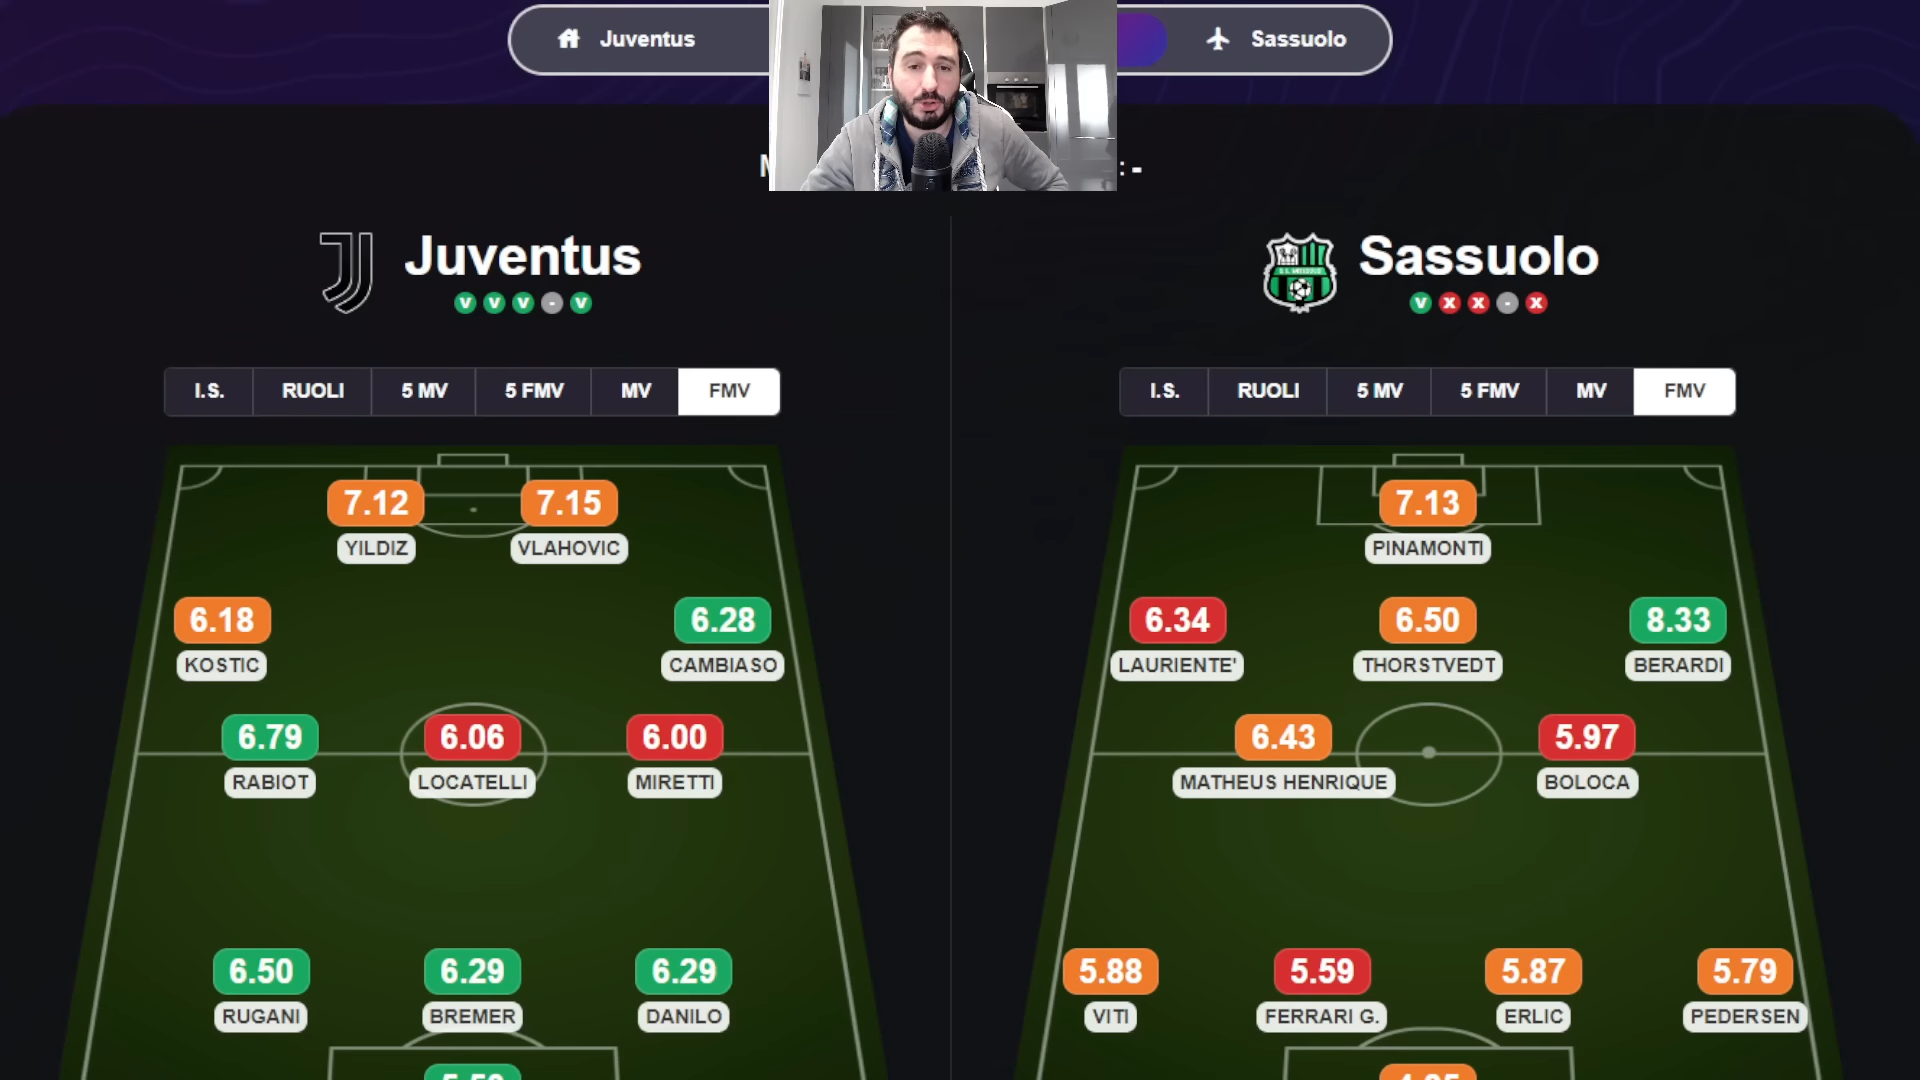 Juventus
Sassuolo
: -
Juventus
V V V - V
Sassuolo
V X X - X
I.S. RUOLI 5 MV 5 FMV MV FMV
I.S. RUOLI 5 MV 5 FMV MV FMV
7.12 7.15
YILDIZ VLAHOVIC
6.18 6.28
KOSTIC CAMBIASO
6.79 6.06 6.00
RABIOT LOCATELLI MIRETTI
6.50 6.29 6.29
RUGANI BREMER DANILO
7.13
PINAMONTI
6.34 6.50 8.33
LAURIENTE' THORSTVEDT BERARDI
6.43 5.97
MATHEUS HENRIQUE BOLOCA
5.88 5.59 5.87 5.79
VITI FERRARI G. ERLIC PEDERSEN